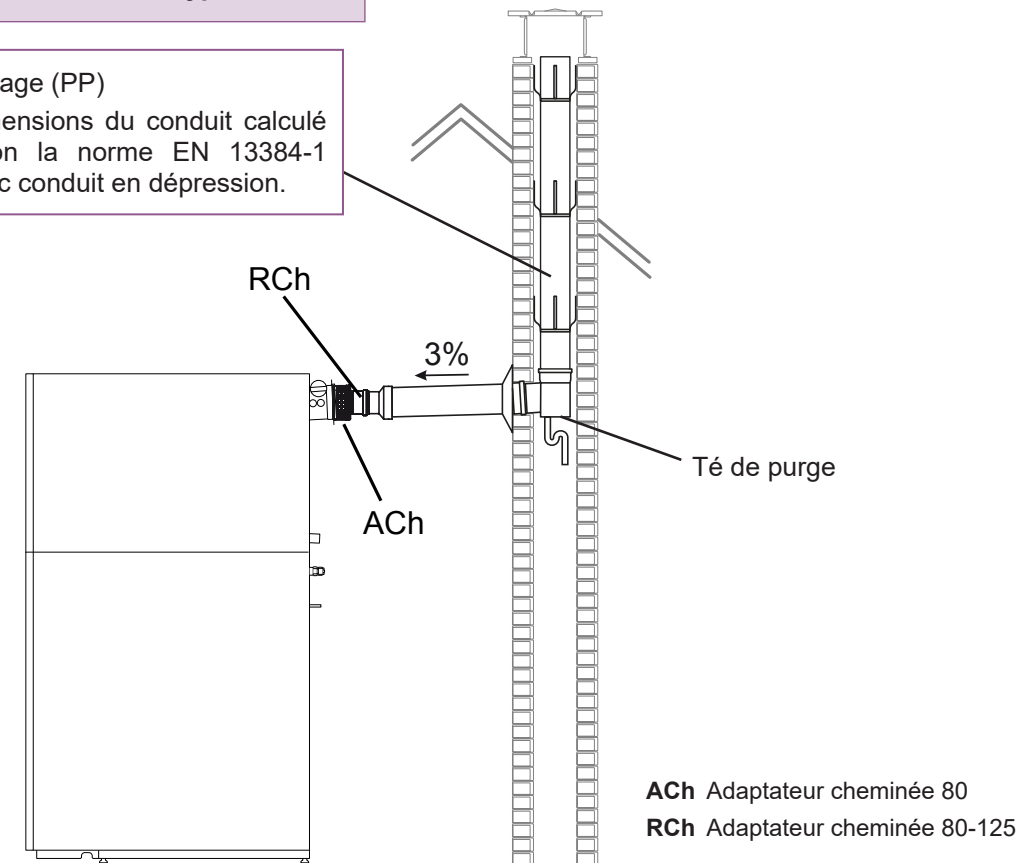 age (PP)
ensions du conduit calculé
on la norme EN 13384-1
c conduit en dépression.
RCh
3%
ACh
Té de purge
ACh Adaptateur cheminée 80
RCh Adaptateur cheminée 80-125